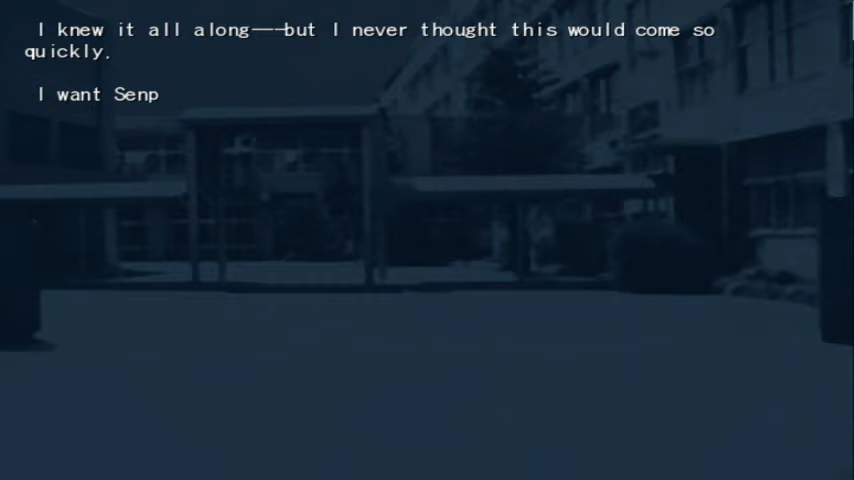 I knew it all along──but I never thought this would come so
quickly.
I want Senp